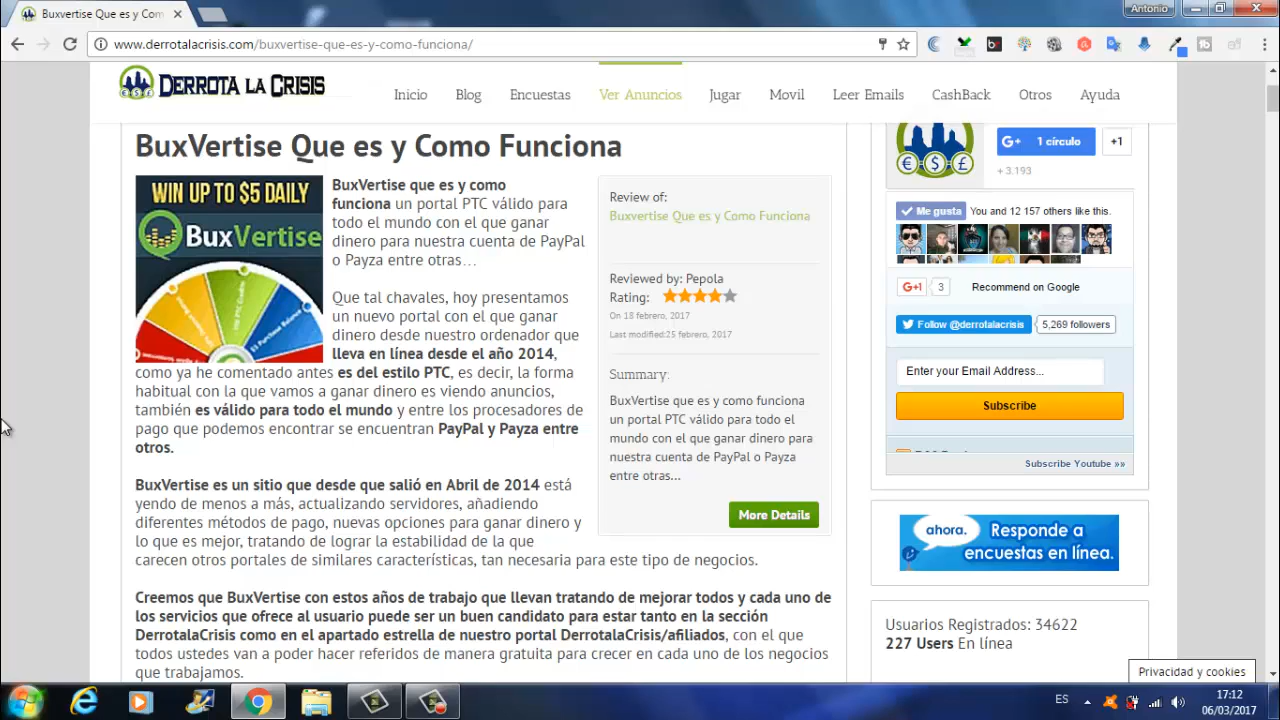 Buxvertise Que es y Com
Antonio
www.derrotalacrisis.com/buxvertise-que-es-y-como-funciona/
DERROTA LA CRISIS
Inicio Blog Encuestas Ver Anuncios Jugar Movil Leer Emails CashBack Otros Ayuda
BuxVertise Que es y Como Funciona
WIN UP TO $5 DAILY
BuxVertise
BuxVertise que es y como
funciona un portal PTC válido para
todo el mundo con el que ganar
dinero para nuestra cuenta de PayPal
o Payza entre otras…
Que tal chavales, hoy presentamos
un nuevo portal con el que ganar
dinero desde nuestro ordenador que
lleva en línea desde el año 2014,
como ya he comentado antes es del estilo PTC, es decir, la forma
habitual con la que vamos a ganar dinero es viendo anuncios,
también es válido para todo el mundo y entre los procesadores de
pago que podemos encontrar se encuentran PayPal y Payza entre
otros.
BuxVertise es un sitio que desde que salió en Abril de 2014 está
yendo de menos a más, actualizando servidores, añadiendo
diferentes métodos de pago, nuevas opciones para ganar dinero y
lo que es mejor, tratando de lograr esa estabilidad de la que
carecen otros portales de similares características, tan necesaria para este tipo de negocios.
Creemos que BuxVertise con estos años de trabajo que llevan tratando de mejorar todos y cada uno de
los servicios que ofrece al usuario puede ser un buen candidato para estar tanto en la sección
DerrotalaCrisis como en el apartado estrella de nuestro portal DerrotalaCrisis/afiliados, con el que
todos ustedes van a poder hacer referidos de manera gratuita para crecer en cada uno de los negocios
que trabajamos.
Review of:
Buxvertise Que es y Como Funciona
Reviewed by: Pepola
Rating:
On 18 febrero, 2017
Last modified:25 febrero, 2017
Summary:
BuxVertise que es y como funciona
un portal PTC válido para todo el
mundo con el que ganar dinero para
nuestra cuenta de PayPal o Payza
entre otras...
More Details
G+ 1 círculo +1
+ 3.193
Me gusta You and 12 157 others like this.
G+1 3 Recommend on Google
Follow @derrotalacrisis 5,269 followers
Enter your Email Address...
Subscribe
Subscribe Youtube »»
ahora. Responde a
encuestas en línea.
Usuarios Registrados: 34622
227 Users En línea
Privacidad y cookies
ES
17:12
06/03/2017